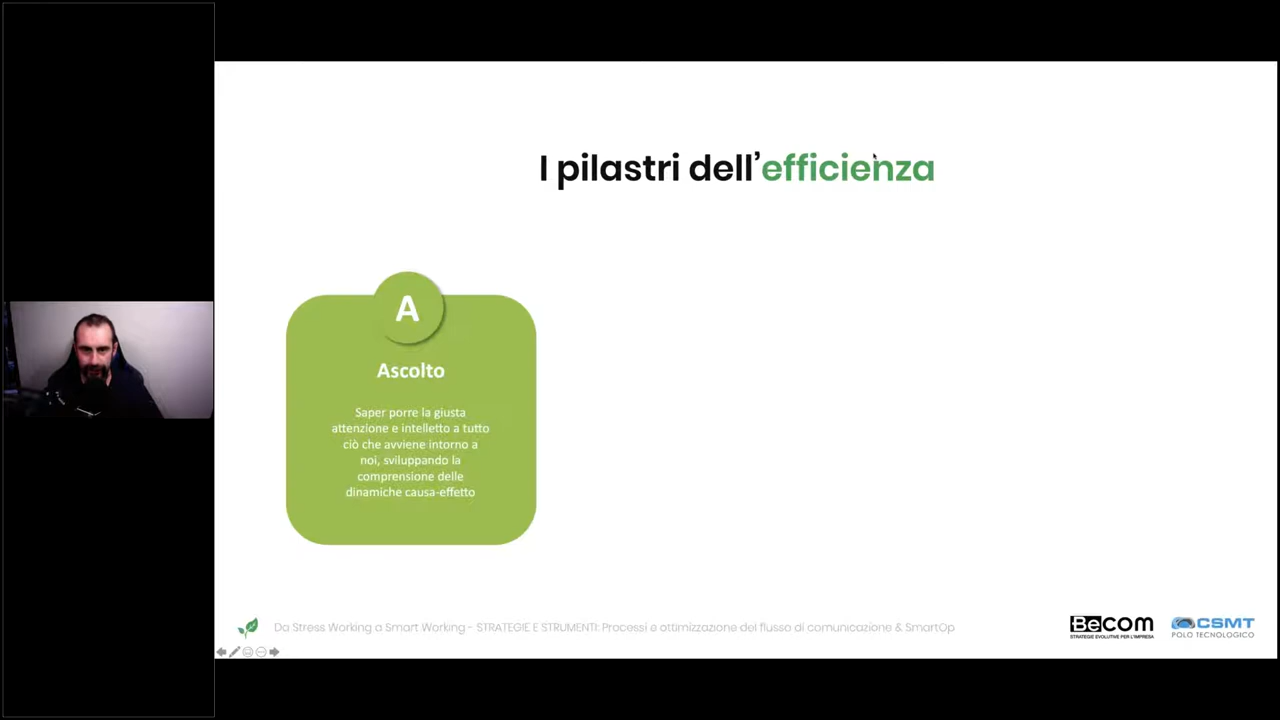 I pilastri dell’efficienza
A
Ascolto
Saper porre la giusta
attenzione e intelletto a tutto
ciò che avviene intorno a
noi, sviluppando la
comprensione delle
dinamiche causa-effetto
Da Stress Working a Smart Working - STRATEGIE E STRUMENTI: Processi e ottimizzazione del flusso di comunicazione & SmartOp
BeCOM
STRATEGIE EVOLUTIVE PER L'IMPRESA
CSMT
POLO TECNOLOGICO